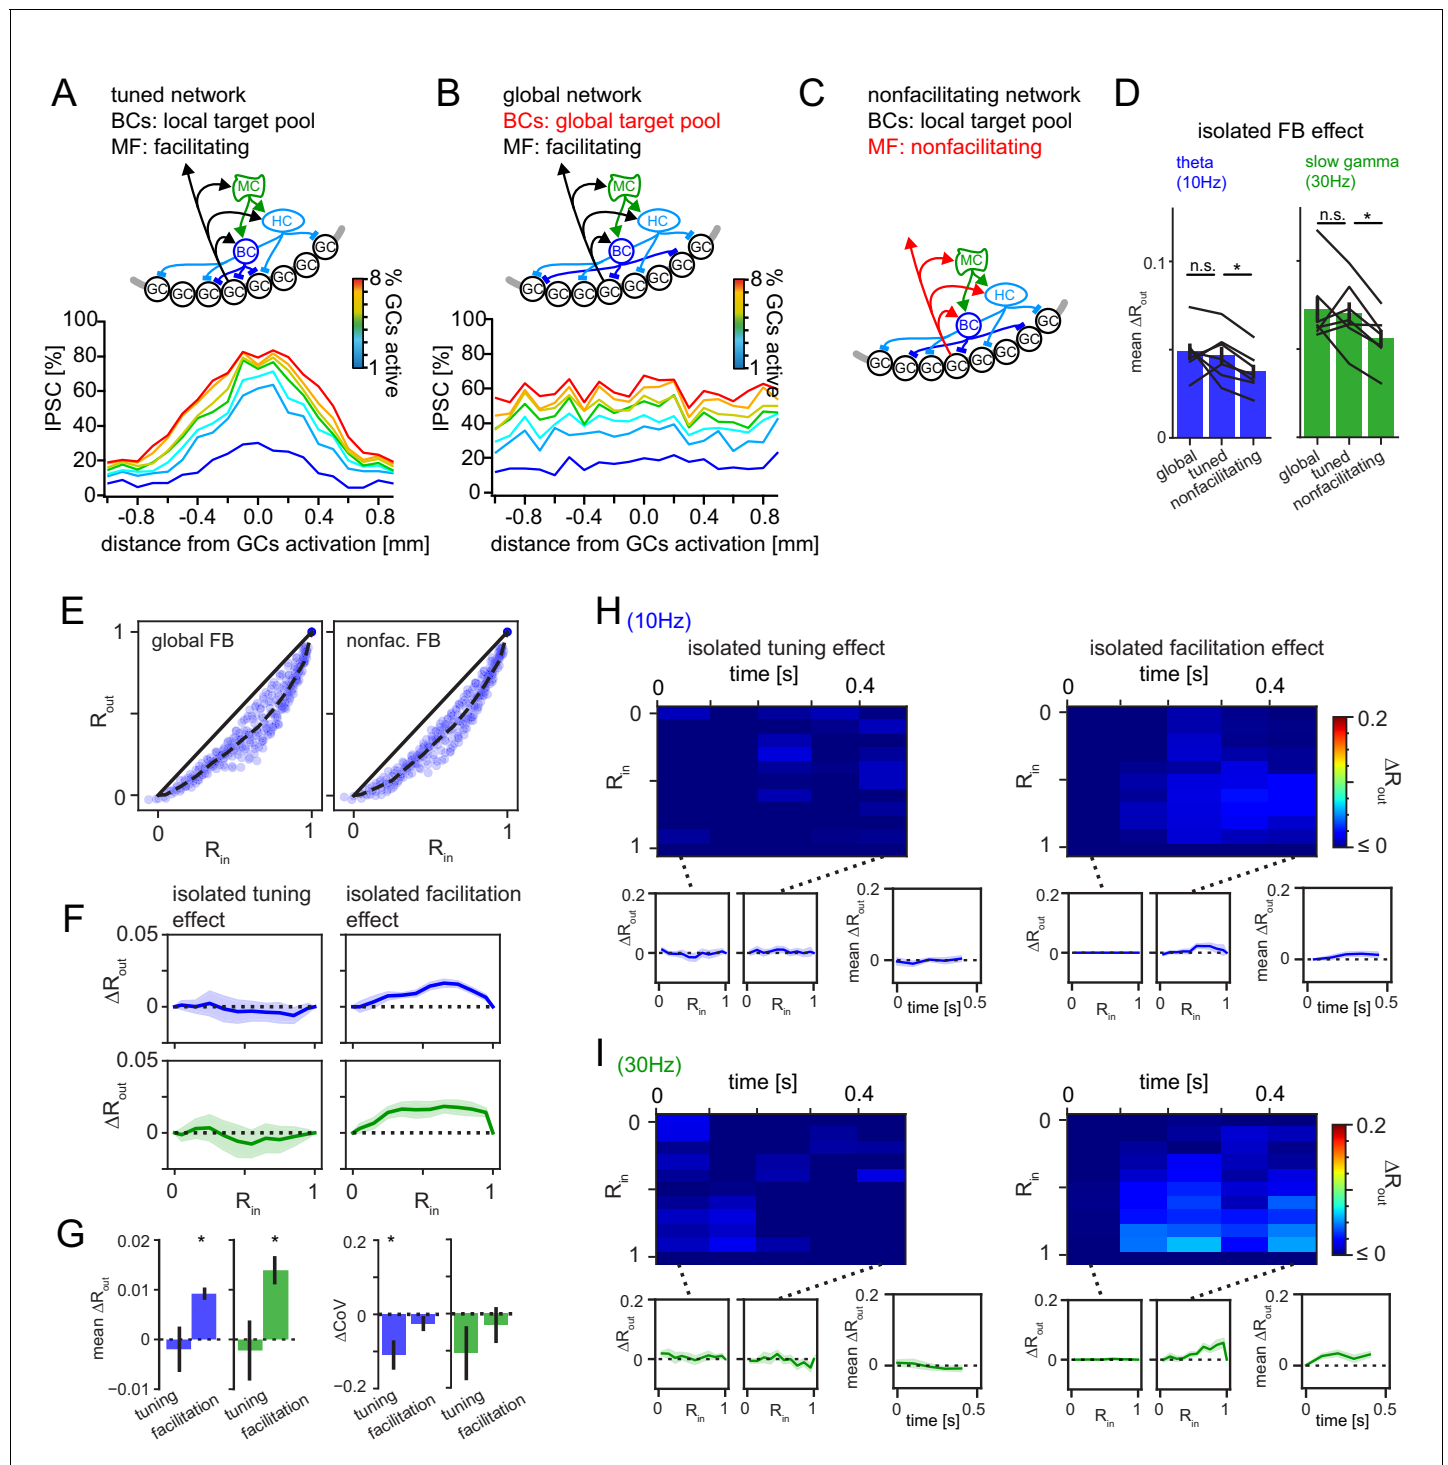 A
tuned network
BCs: local target pool
MF: facilitating
MC
HC
BC
GC
GC
GC
GC
GC
GC
GC
GC
% GCs active
8
1
IPSC [%]
100
80
60
40
20
0
-0.8
-0.4
0.0
0.4
0.8
distance from GCs activation [mm]
B
global network
BCs: global target pool
MF: facilitating
MC
HC
BC
GC
GC
GC
GC
GC
GC
GC
GC
% GCs active
8
1
IPSC [%]
100
80
60
40
20
0
-0.8
-0.4
0.0
0.4
0.8
distance from GCs activation [mm]
C
nonfacilitating network
BCs: local target pool
MF: nonfacilitating
MC
HC
BC
GC
GC
GC
GC
GC
GC
GC
GC
D
isolated FB effect
theta
(10Hz)
slow gamma
(30Hz)
n.s.
*
n.s.
*
mean ΔRout
0.1
0
global
tuned
nonfacilitating
global
tuned
nonfacilitating
E
global FB
nonfac. FB
Rout
1
0
0
1
0
1
Rin
Rin
F
isolated tuning
effect
isolated facilitation
effect
0.05
ΔRout
0
0.05
ΔRout
0
0
1
0
1
Rin
Rin
G
mean ΔRout
0.02
0.01
0
−0.01
*
*
tuning
facilitation
tuning
facilitation
ΔCoV
0.2
0
−0.2
*
tuning
facilitation
tuning
facilitation
H
(10Hz)
isolated tuning effect
time [s]
0
0.4
Rin
0
1
isolated facilitation effect
time [s]
0
0.4
Rin
0
1
0.2
ΔRout
≤ 0
0.2
ΔRout
0
0
1
Rin
0
1
Rin
0.2
mean ΔRout
0
0
0.5
time [s]
0.2
ΔRout
0
0
1
Rin
0
1
Rin
0.2
mean ΔRout
0
0
0.5
time [s]
I
(30Hz)
time [s]
0
0.4
Rin
0
1
time [s]
0
0.4
Rin
0
1
0.2
ΔRout
≤ 0
0.2
ΔRout
0
0
1
Rin
0
1
Rin
0.2
mean ΔRout
0
0
0.5
time [s]
0.2
ΔRout
0
0
1
Rin
0
1
Rin
0.2
mean ΔRout
0
0
0.5
time [s]